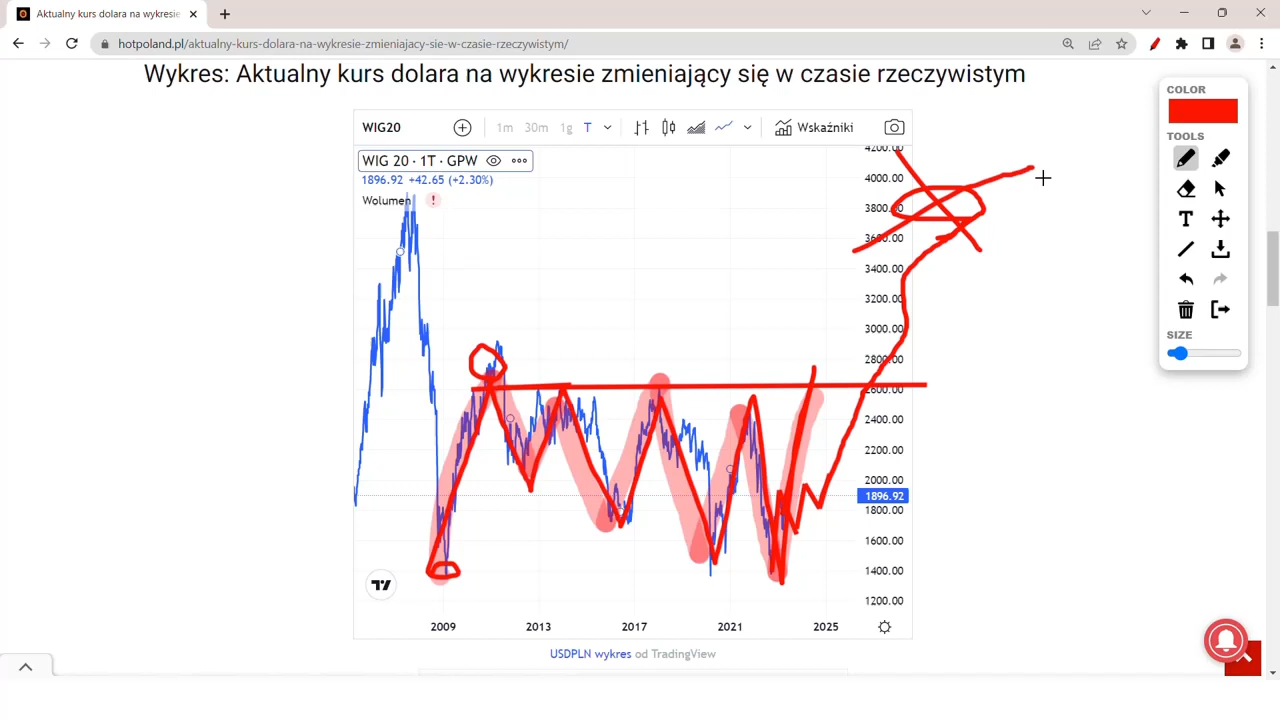 Aktualny kurs dolara na wykresie
hotpoland.pl/aktualny-kurs-dolara-na-wykresie-zmieniajacy-sie-w-czasie-rzeczywistym/
Wykres: Aktualny kurs dolara na wykresie zmieniający się w czasie rzeczywistym
WIG20
1m 30m 1g T
Wskaźniki
WIG 20 · 1T · GPW
1896.92 +42.65 (+2.30%)
Wolumen !
4200.00
4000.00
3800.00
3600.00
3400.00
3200.00
3000.00
2800.00
2600.00
2400.00
2200.00
2000.00
1896.92
1800.00
1600.00
1400.00
1200.00
2009 2013 2017 2021 2025
USDPLN wykres od TradingView
COLOR
TOOLS
T
SIZE